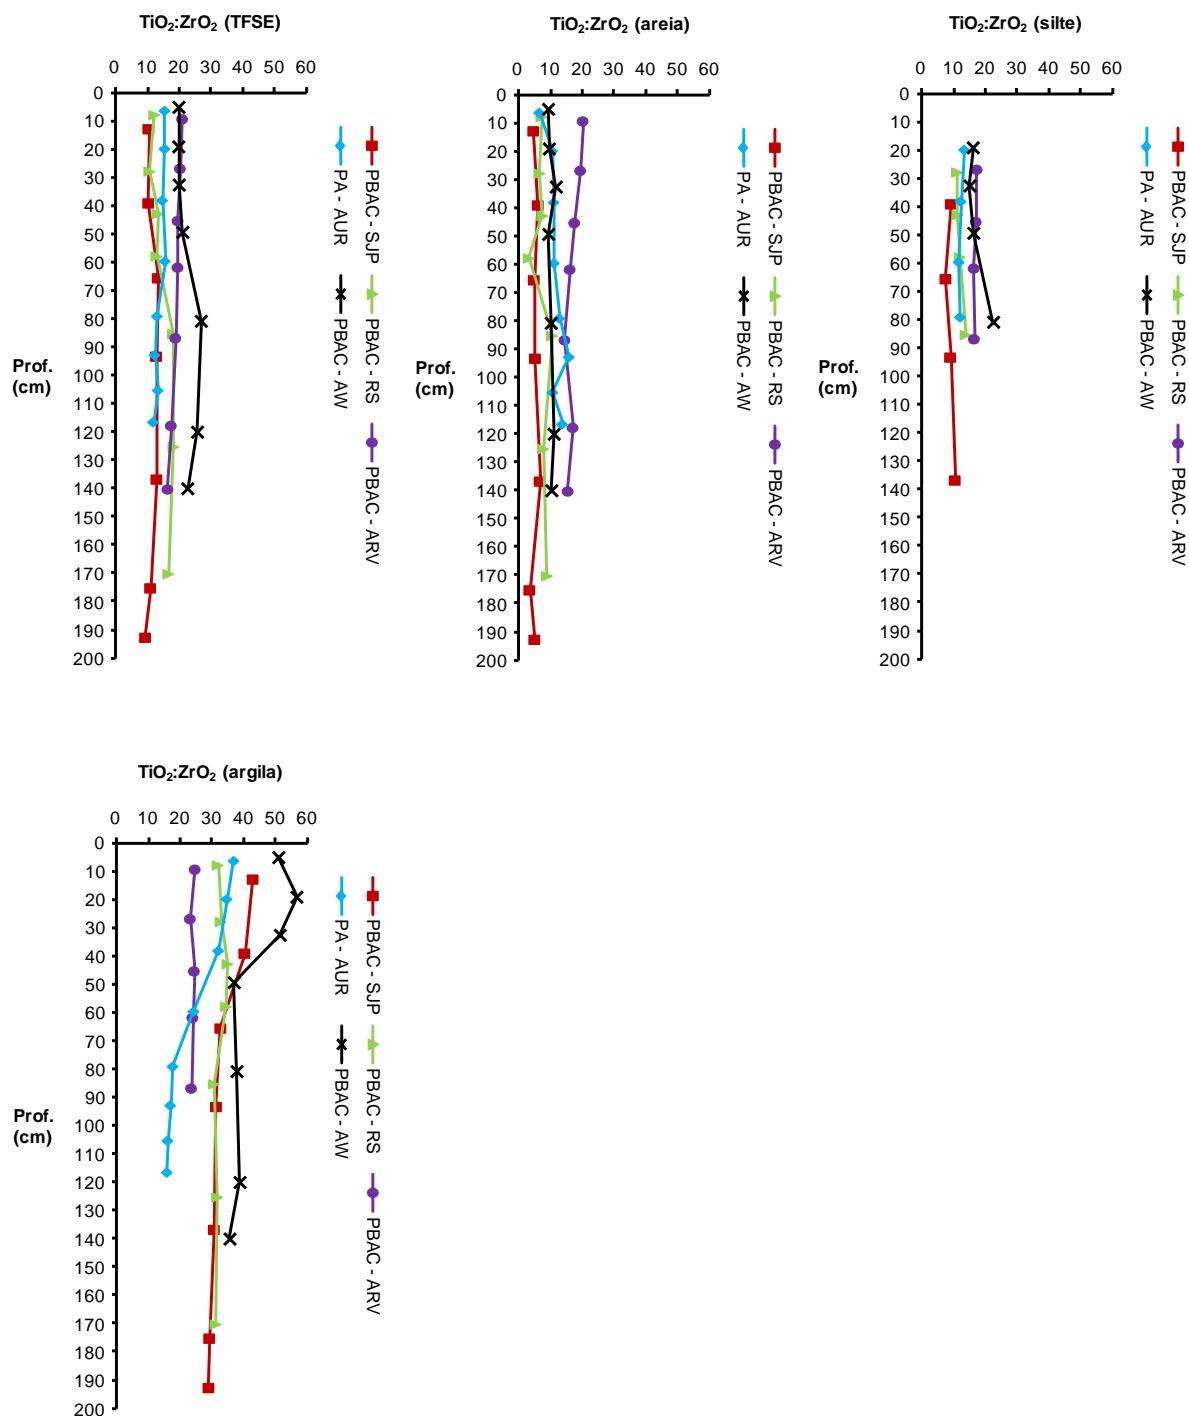 TiO₂:ZrO₂ (TFSE)
0 10 20 30 40 50 60
0
10
20
30
40
50
60
70
80
90
100
110
120
130
140
150
160
170
180
190
200
Prof.
(cm)
PBAC - SJP
PBAC - RS
PBAC - ARV
PA - AUR
PBAC - AW
TiO₂:ZrO₂ (areia)
0 10 20 30 40 50 60
0
10
20
30
40
50
60
70
80
90
100
110
120
130
140
150
160
170
180
190
200
Prof.
(cm)
PBAC - SJP
PBAC - RS
PBAC - ARV
PA - AUR
PBAC - AW
TiO₂:ZrO₂ (silte)
0 10 20 30 40 50 60
0
10
20
30
40
50
60
70
80
90
100
110
120
130
140
150
160
170
180
190
200
Prof.
(cm)
PBAC - SJP
PBAC - RS
PBAC - ARV
PA - AUR
PBAC - AW
TiO₂:ZrO₂ (argila)
0 10 20 30 40 50 60
0
10
20
30
40
50
60
70
80
90
100
110
120
130
140
150
160
170
180
190
200
Prof.
(cm)
PBAC - SJP
PBAC - RS
PBAC - ARV
PA - AUR
PBAC - AW